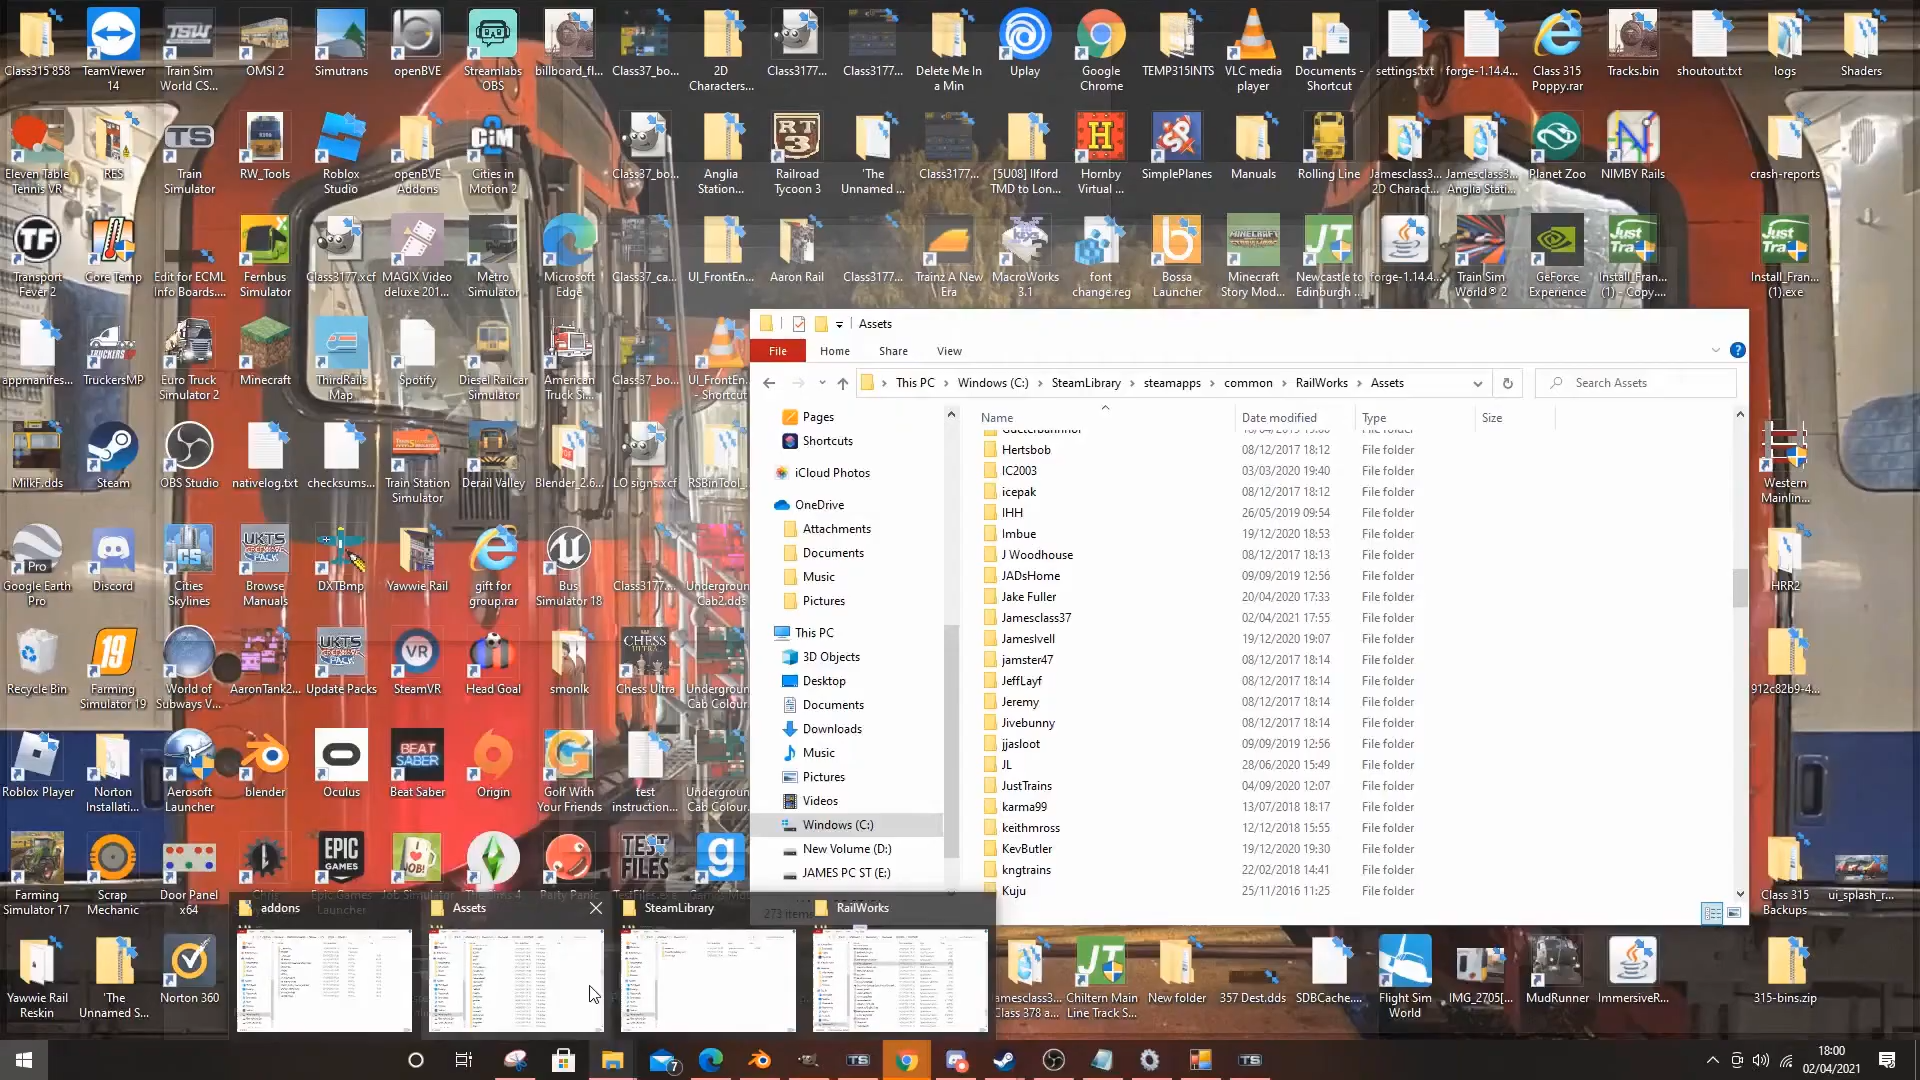 Class315 858
TeamViewer 14
Train Sim World CS...
OMSI 2
Simutrans
openBVE
Streamlabs OBS
billboard_fl...
Class37_bo...
2D Characters...
Class3177...
Class3177...
Delete Me In a Min
Uplay
Google Chrome
TEMP315INTS
VLC media player
Documents - Shortcut
settings.txt
forge-1.14.4...
Class 315 Poppy.rar
Tracks.bin
shoutout.txt
logs
Shaders
Eleven Table Tennis VR
RES
Train Simulator
RW_Tools
Roblox Studio
openBVE Addons
Cities in Motion 2
Class37_bo...
Anglia Station...
Railroad Tycoon 3
'The Unnamed ...
Class3177...
[5U08] Ilford TMD to Lon...
Hornby Virtual ...
SimplePlanes
Manuals
Rolling Line
Jamesclass3... 2D Charact...
Jamesclass3... Anglia Stati...
Planet Zoo
NIMBY Rails
crash-reports
Transport Fever 2
Core Temp
Edit for ECML Info Boards....
Fernbus Simulator
Class3177.xcf
MAGIX Video deluxe 201...
Metro Simulator
Microsoft Edge
Class37_ca...
UI_FrontEn...
Aaron Rail
Class3177...
Trainz A New Era
MacroWorks 3.1
font change.reg
Bossa Launcher
Minecraft Story Mod...
Newcastle to Edinburgh ...
forge-1.14.4...
Train Sim World® 2
GeForce Experience
Install_Fran... (1) - Copy....
Install_Fran... (1).exe
appmanifes...
TruckersMP
Euro Truck Simulator 2
Minecraft
ThirdRails Map
Spotify
Diesel Railcar Simulator
American Truck Si...
Class37_bo...
UI_FrontEn... - Shortcut
MilkF.dds
Steam
OBS Studio
nativelog.txt
checksums....
Train Station Simulator
Derail Valley
Blender_2.6...
LO signs.xcf
RSBinTool...
Google Earth Pro
Discord
Cities Skylines
Browse Manuals
DXTBmp
Yawwie Rail
gift for group.rar
Bus Simulator 18
Class3177....
Underground Cab2.dds
Recycle Bin
Farming Simulator 19
World of Subways V...
AaronTank2...
Update Packs
SteamVR
Head Goal
smonlk
Chess Ultra
Underground Cab Colour...
Roblox Player
Norton Installati...
Aerosoft Launcher
blender
Oculus
Beat Saber
Origin
Golf With Your Friends
test instruction...
Underground Cab Colour...
Farming Simulator 17
Scrap Mechanic
Door Panel x64
Chris
Epic Games Launcher
Job Simulator
The Sims 4
Party Panic
Yawwie Rail Reskin
'The Unnamed S...
Norton 360
Assets
File Home Share View
This PC Windows (C:) SteamLibrary steamapps common RailWorks Assets
Search Assets
Pages
Shortcuts
iCloud Photos
OneDrive
Attachments
Documents
Music
Pictures
This PC
3D Objects
Desktop
Documents
Downloads
Music
Pictures
Videos
Windows (C:)
New Volume (D:)
JAMES PC ST (E:)
Name Date modified Type Size
Hertsbob 08/12/2017 18:12 File folder
IC2003 03/03/2020 19:40 File folder
icepak 08/12/2017 18:12 File folder
IHH 26/05/2019 09:54 File folder
Imbue 19/12/2020 18:53 File folder
J Woodhouse 08/12/2017 18:13 File folder
JADsHome 09/09/2019 12:56 File folder
Jake Fuller 20/04/2020 17:33 File folder
Jamesclass37 02/04/2021 17:55 File folder
Jameslvell 19/12/2020 19:07 File folder
jamster47 08/12/2017 18:14 File folder
JeffLayf 08/12/2017 18:14 File folder
Jeremy 08/12/2017 18:14 File folder
Jivebunny 08/12/2017 18:14 File folder
jjasloot 09/09/2019 12:56 File folder
JL 28/06/2020 15:49 File folder
JustTrains 04/09/2020 12:07 File folder
karma99 13/07/2018 18:17 File folder
keithmross 12/12/2018 15:55 File folder
KevButler 19/12/2020 19:30 File folder
kngtrains 22/02/2018 14:41 File folder
Kuju 25/11/2016 11:25 File folder
273 items
Western Mainlin...
HRR2
912c82b9-4...
Class 315 Backups
ui_splash_r...
addons
Assets
SteamLibrary
RailWorks
Jamesclass3... Class 378 a...
Chiltern Main Line Track S...
New folder
357 Dest.dds
SDBCache....
Flight Sim World
IMG_2705[...
MudRunner
ImmersiveR...
315-bins.zip
7
18:00
02/04/2021